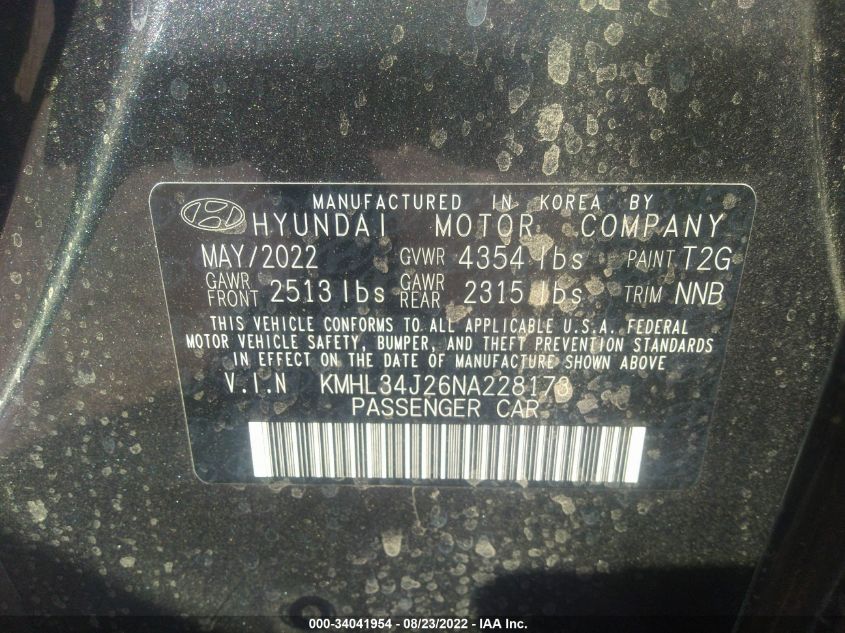 MANUFACTURED IN KOREA BY
HYUNDAI MOTOR COMPANY
MAY/2022 GVWR 4354 lbs PAINT T2G
GAWR FRONT 2513 lbs GAWR REAR 2315 lbs TRIM NNB
THIS VEHICLE CONFORMS TO ALL APPLICABLE U.S.A. FEDERAL
MOTOR VEHICLE SAFETY, BUMPER, AND THEFT PREVENTION STANDARDS
IN EFFECT ON THE DATE OF MANUFACTURE SHOWN ABOVE
V.I.N KMHL34J26NA228173
PASSENGER CAR
000-34041954 - 08/23/2022 - IAA Inc.